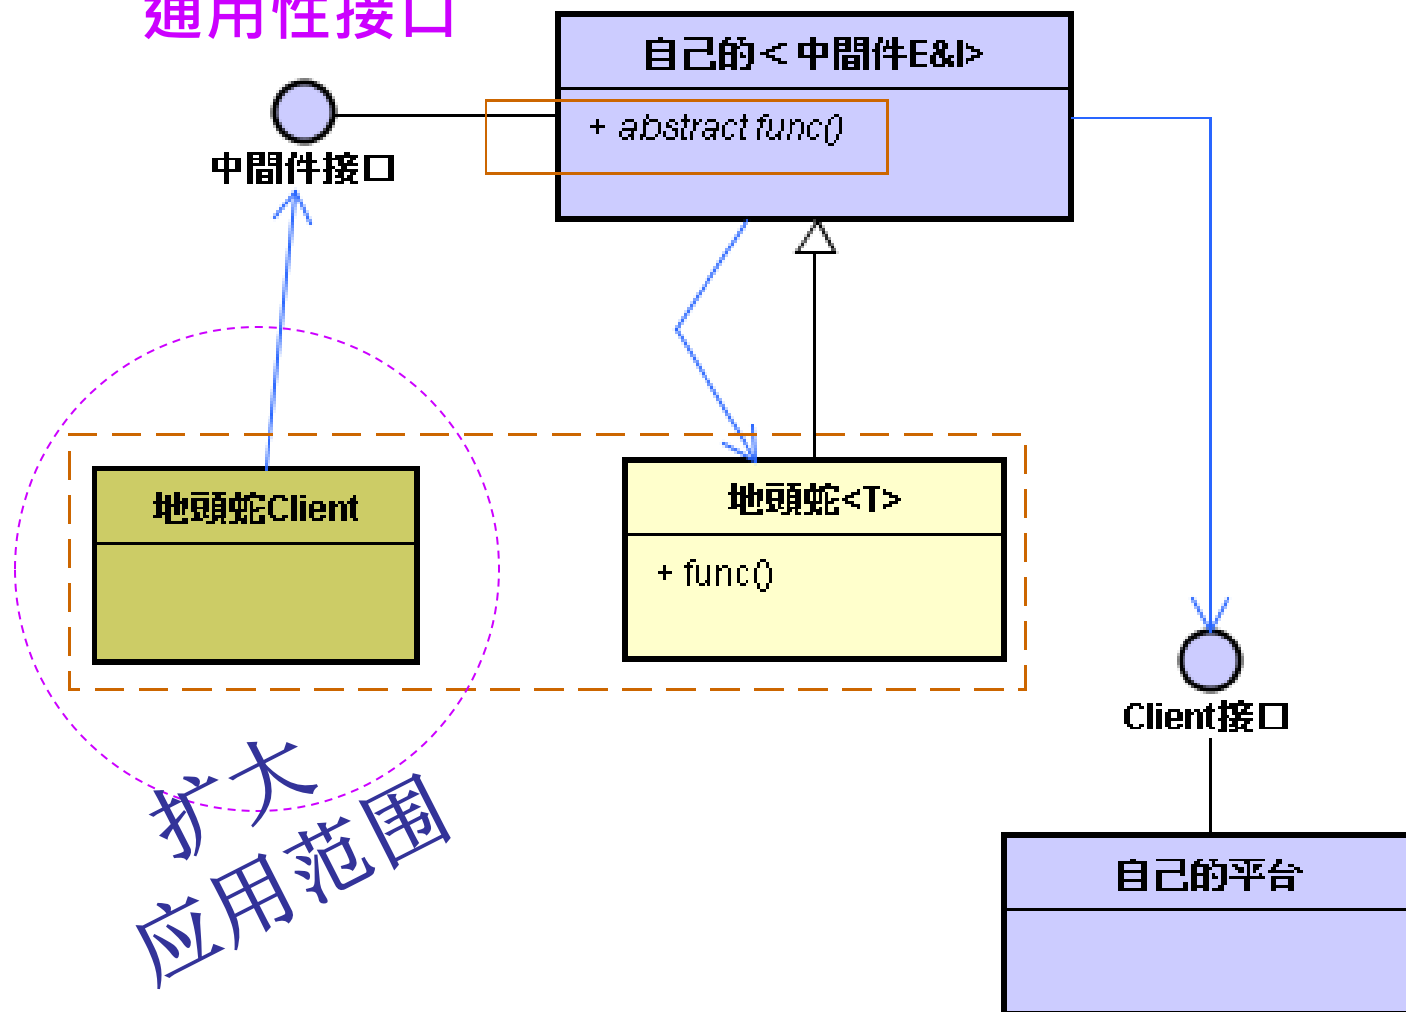 通用性接口
自己的< 中間件E&I>
+ abstract func()
中間件接口
地頭蛇Client
地頭蛇<T>
+ func()
Client接口
扩大
应用范围
自己的平台